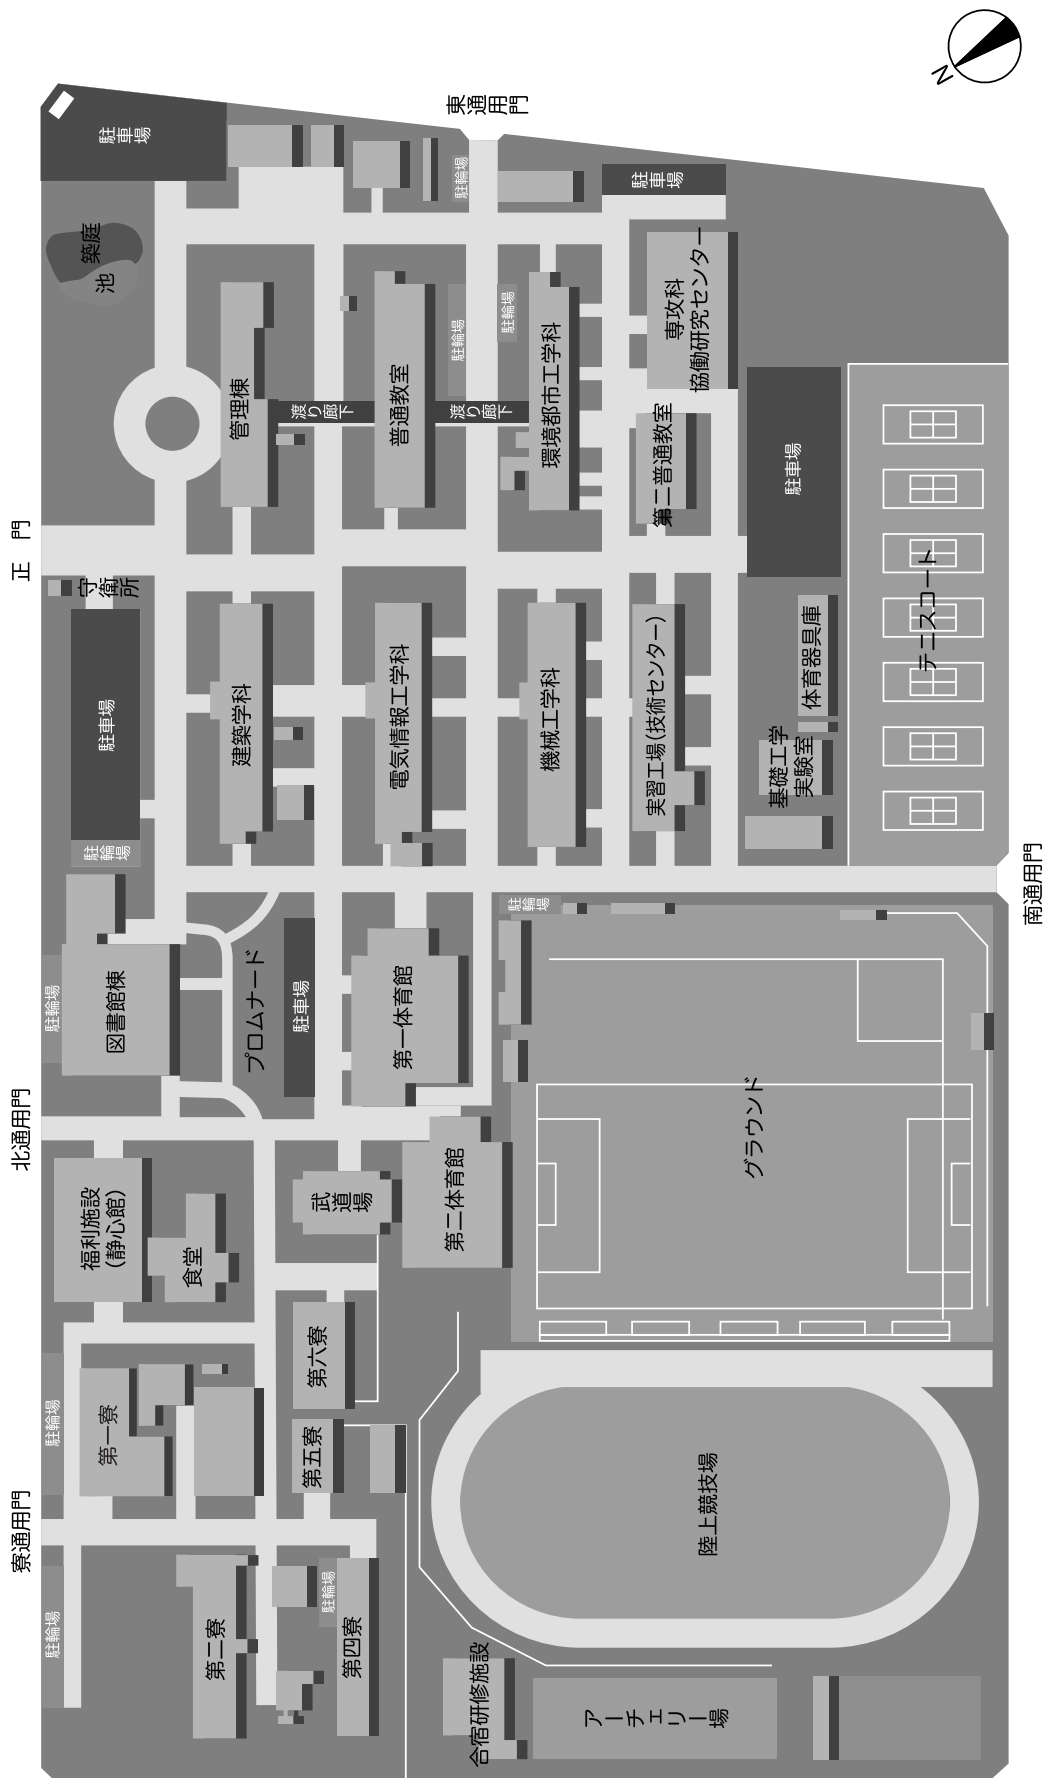 N
東通用門
駐車場
駐輪場
駐車場
築庭
池
管理棟
渡り廊下
普通教室
駐輪場
渡り廊下
駐輪場
環境都市工学科
専攻科
協働研究センター
第二普通教室
駐車場
正 門
守衛所
駐車場
駐輪場
建築学科
電気情報工学科
機械工学科
実習工場(技術センター)
体育器具庫
基礎工学
実験室
テニスコート
南通用門
駐輪場
図書館棟
駐輪場
プロムナード
駐車場
第一体育館
北通用門
グラウンド
福利施設
(静心館)
食堂
武道場
第二体育館
第六寮
駐輪場
第一寮
第五寮
寮通用門
陸上競技場
駐輪場
第二寮
駐輪場
第四寮
合宿研修施設
アーチェリー場